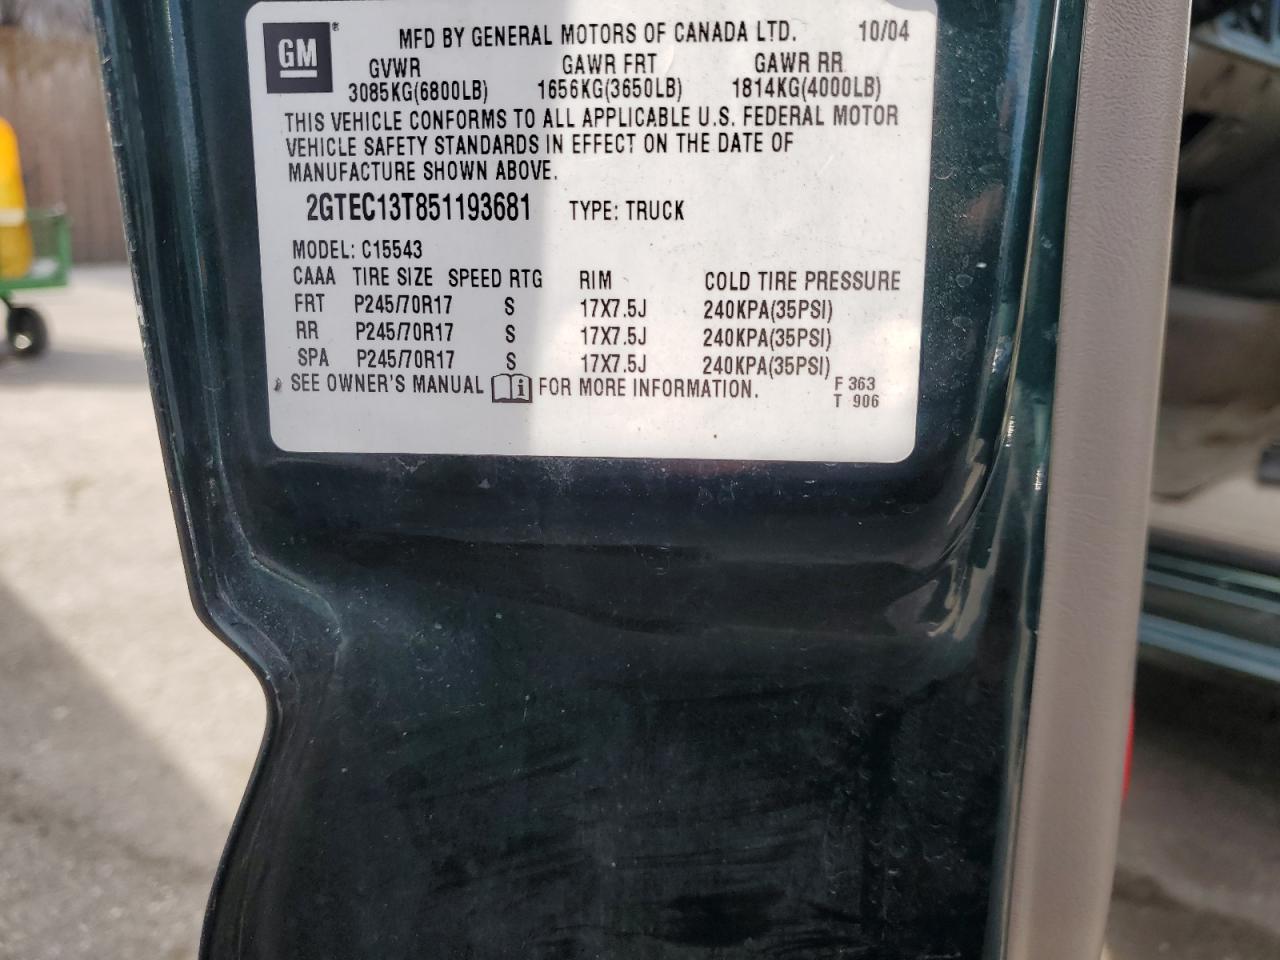 GM® MFD BY GENERAL MOTORS OF CANADA LTD. 10/04
GVWR GAWR FRT GAWR RR
3085KG(6800LB) 1656KG(3650LB) 1814KG(4000LB)
THIS VEHICLE CONFORMS TO ALL APPLICABLE U.S. FEDERAL MOTOR
VEHICLE SAFETY STANDARDS IN EFFECT ON THE DATE OF
MANUFACTURE SHOWN ABOVE.
2GTEC13T851193681 TYPE: TRUCK
MODEL: C15543
CAAA TIRE SIZE SPEED RTG RIM COLD TIRE PRESSURE
FRT P245/70R17 S 17X7.5J 240KPA(35PSI)
RR P245/70R17 S 17X7.5J 240KPA(35PSI)
SPA P245/70R17 S 17X7.5J 240KPA(35PSI)
SEE OWNER'S MANUAL i FOR MORE INFORMATION. F 363
T 906